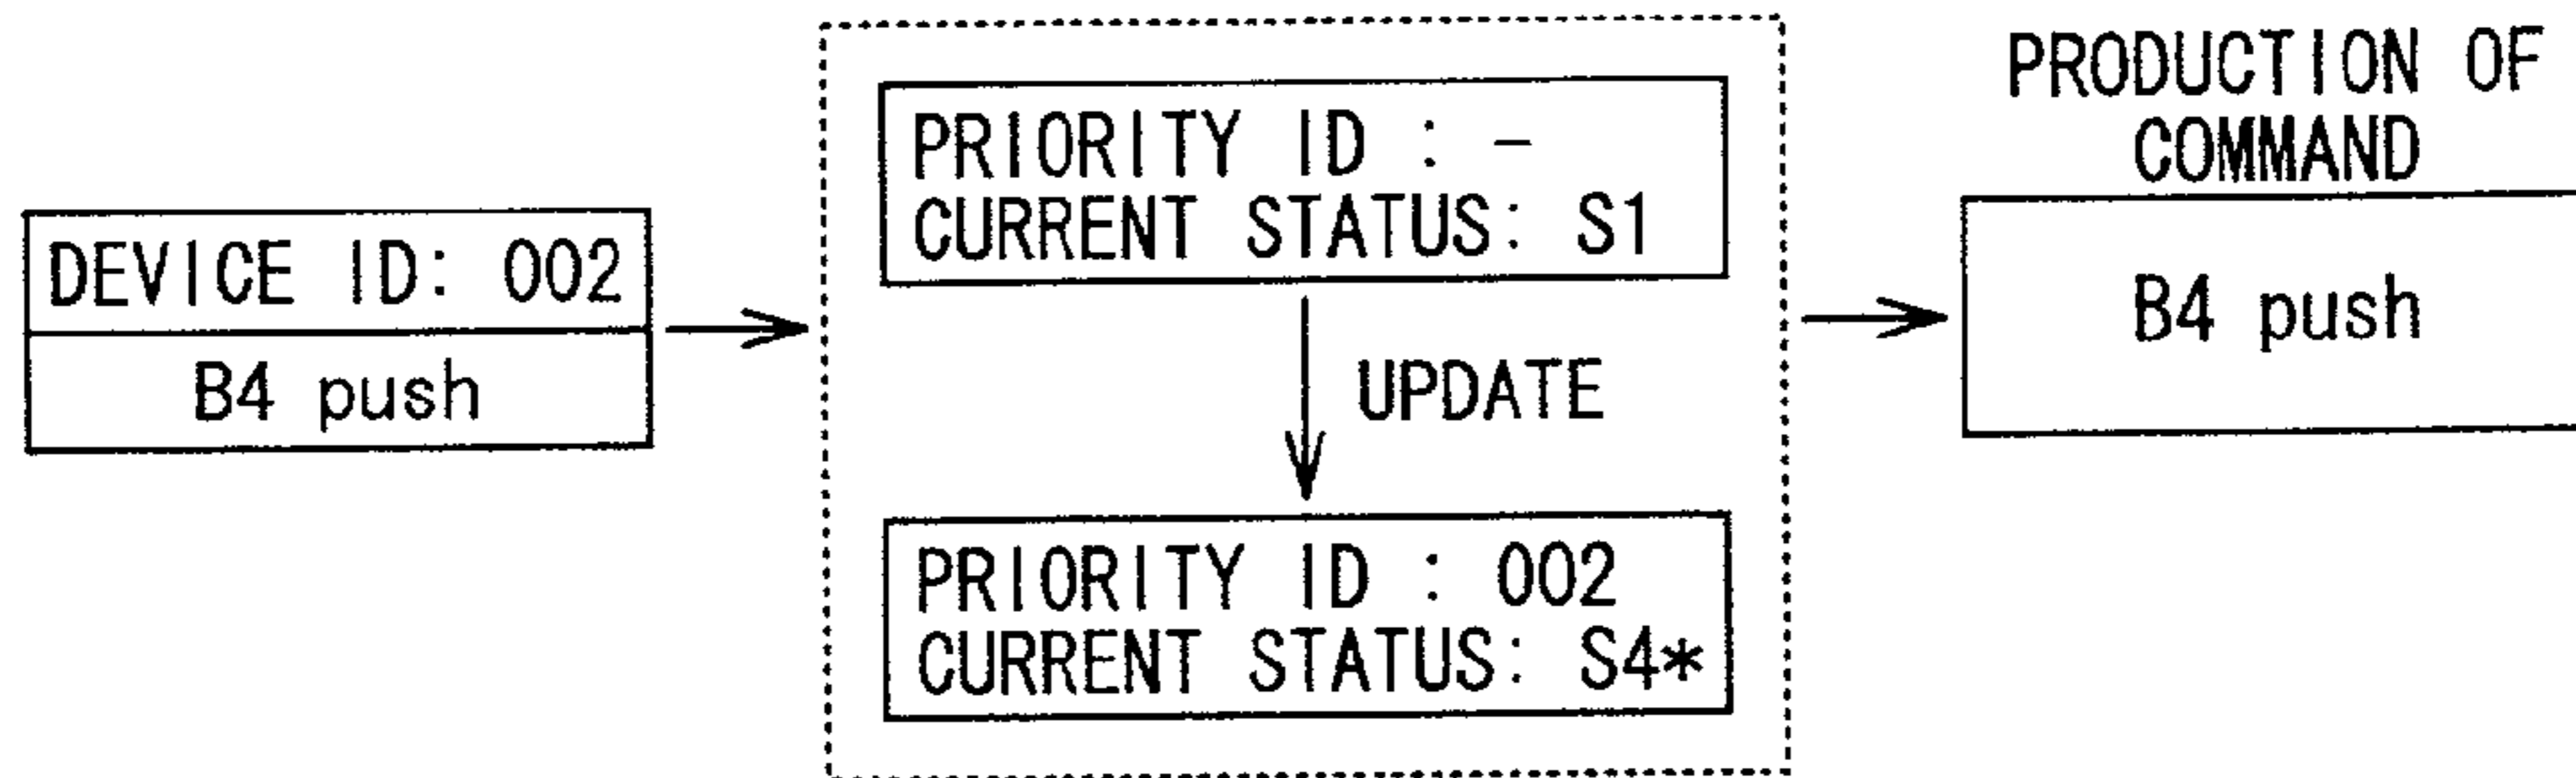 DEVICE ID: 002
B4 push
PRIORITY ID : -
CURRENT STATUS: S1
UPDATE
PRIORITY ID : 002
CURRENT STATUS: S4*
PRODUCTION OF
COMMAND
B4 push